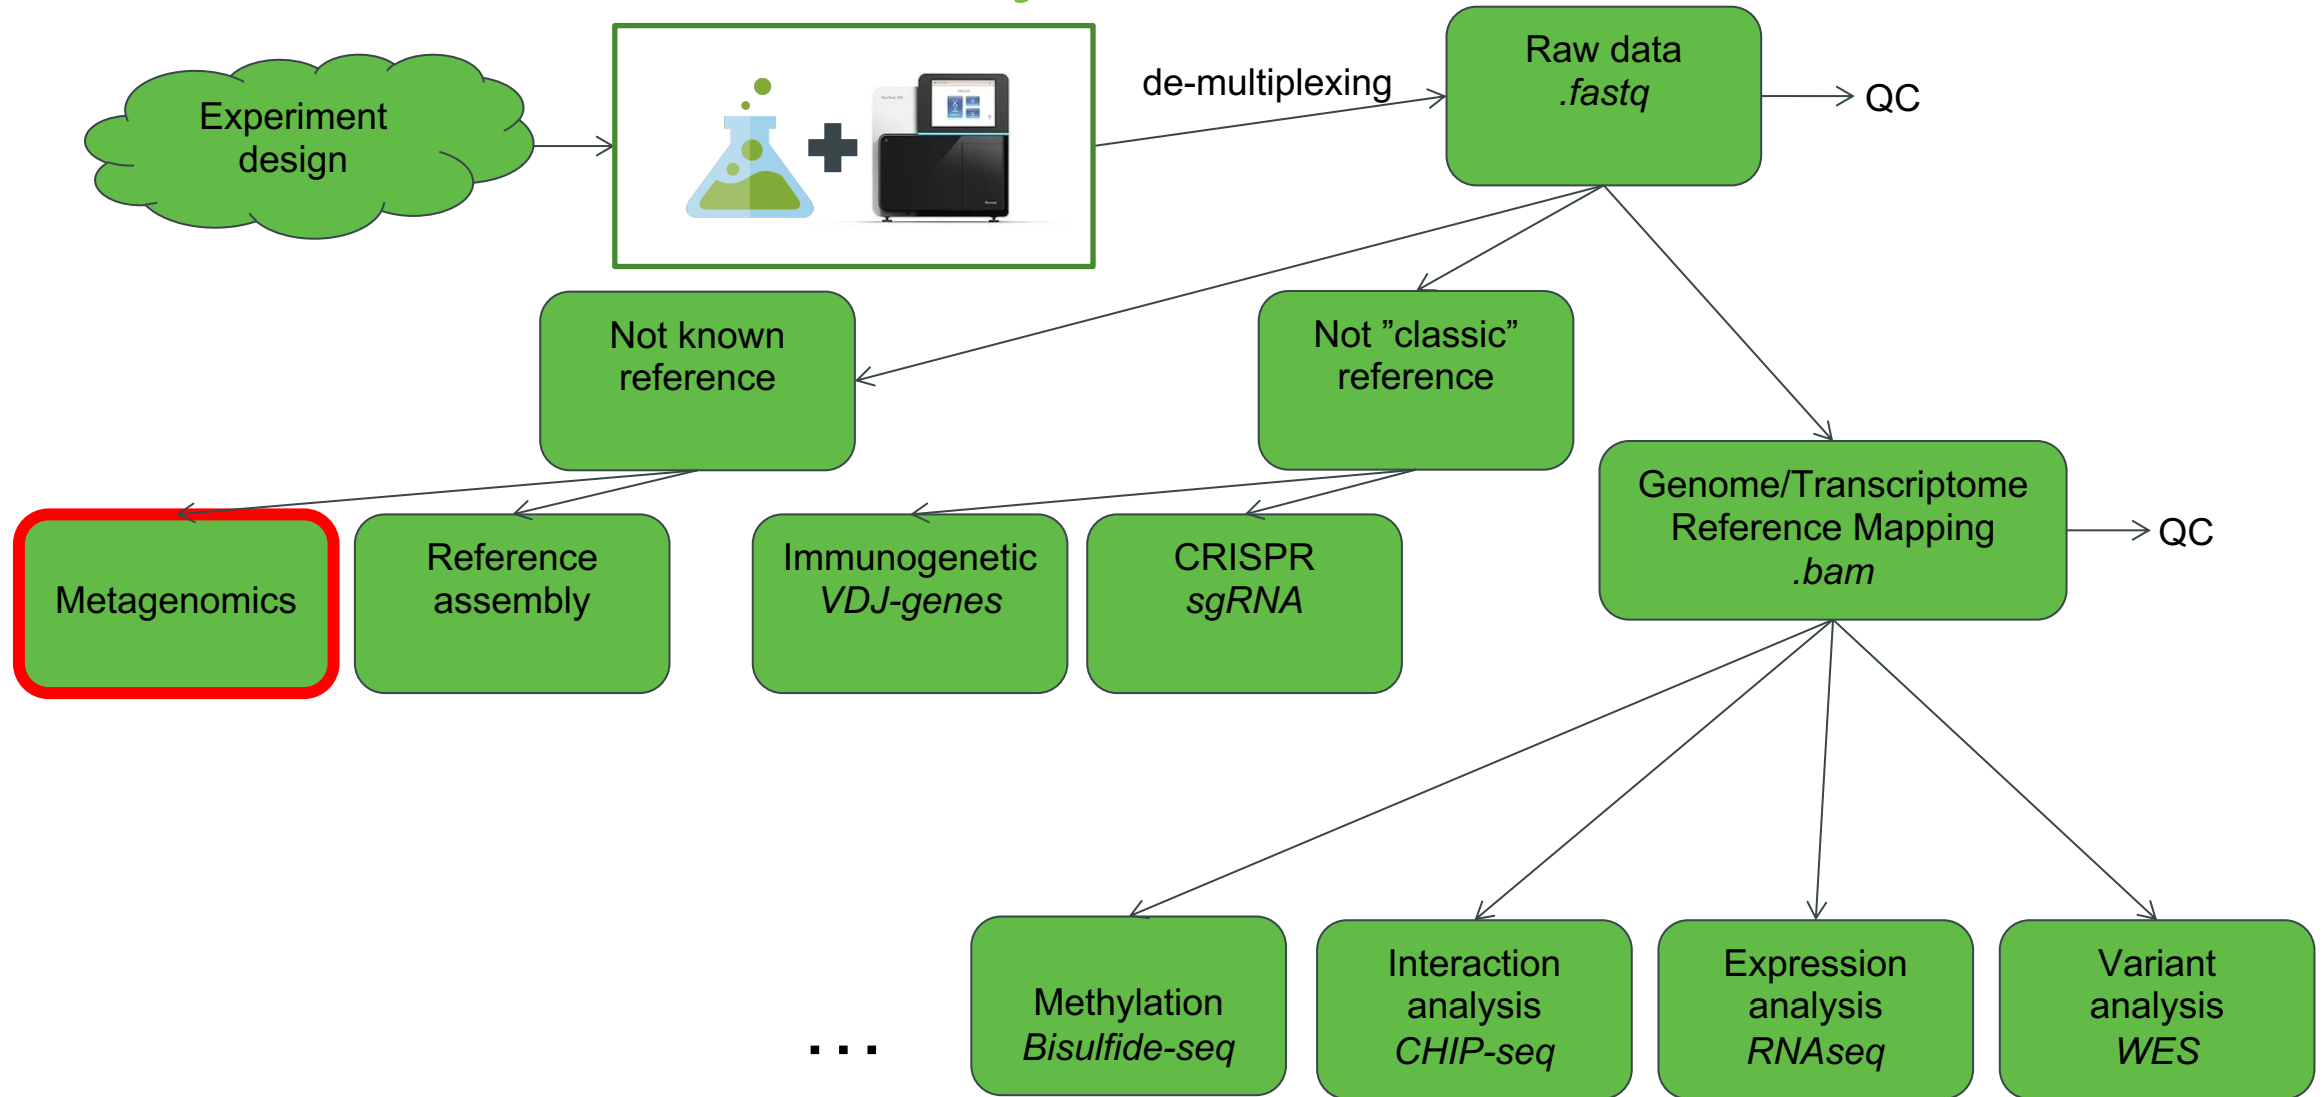 Experiment
design
de-multiplexing
Raw data
.fastq
QC
Not known
reference
Not ”classic”
reference
Genome/Transcriptome
Reference Mapping
.bam
QC
Metagenomics
Reference
assembly
Immunogenetic
VDJ-genes
CRISPR
sgRNA
...
Methylation
Bisulfide-seq
Interaction
analysis
CHIP-seq
Expression
analysis
RNAseq
Variant
analysis
WES